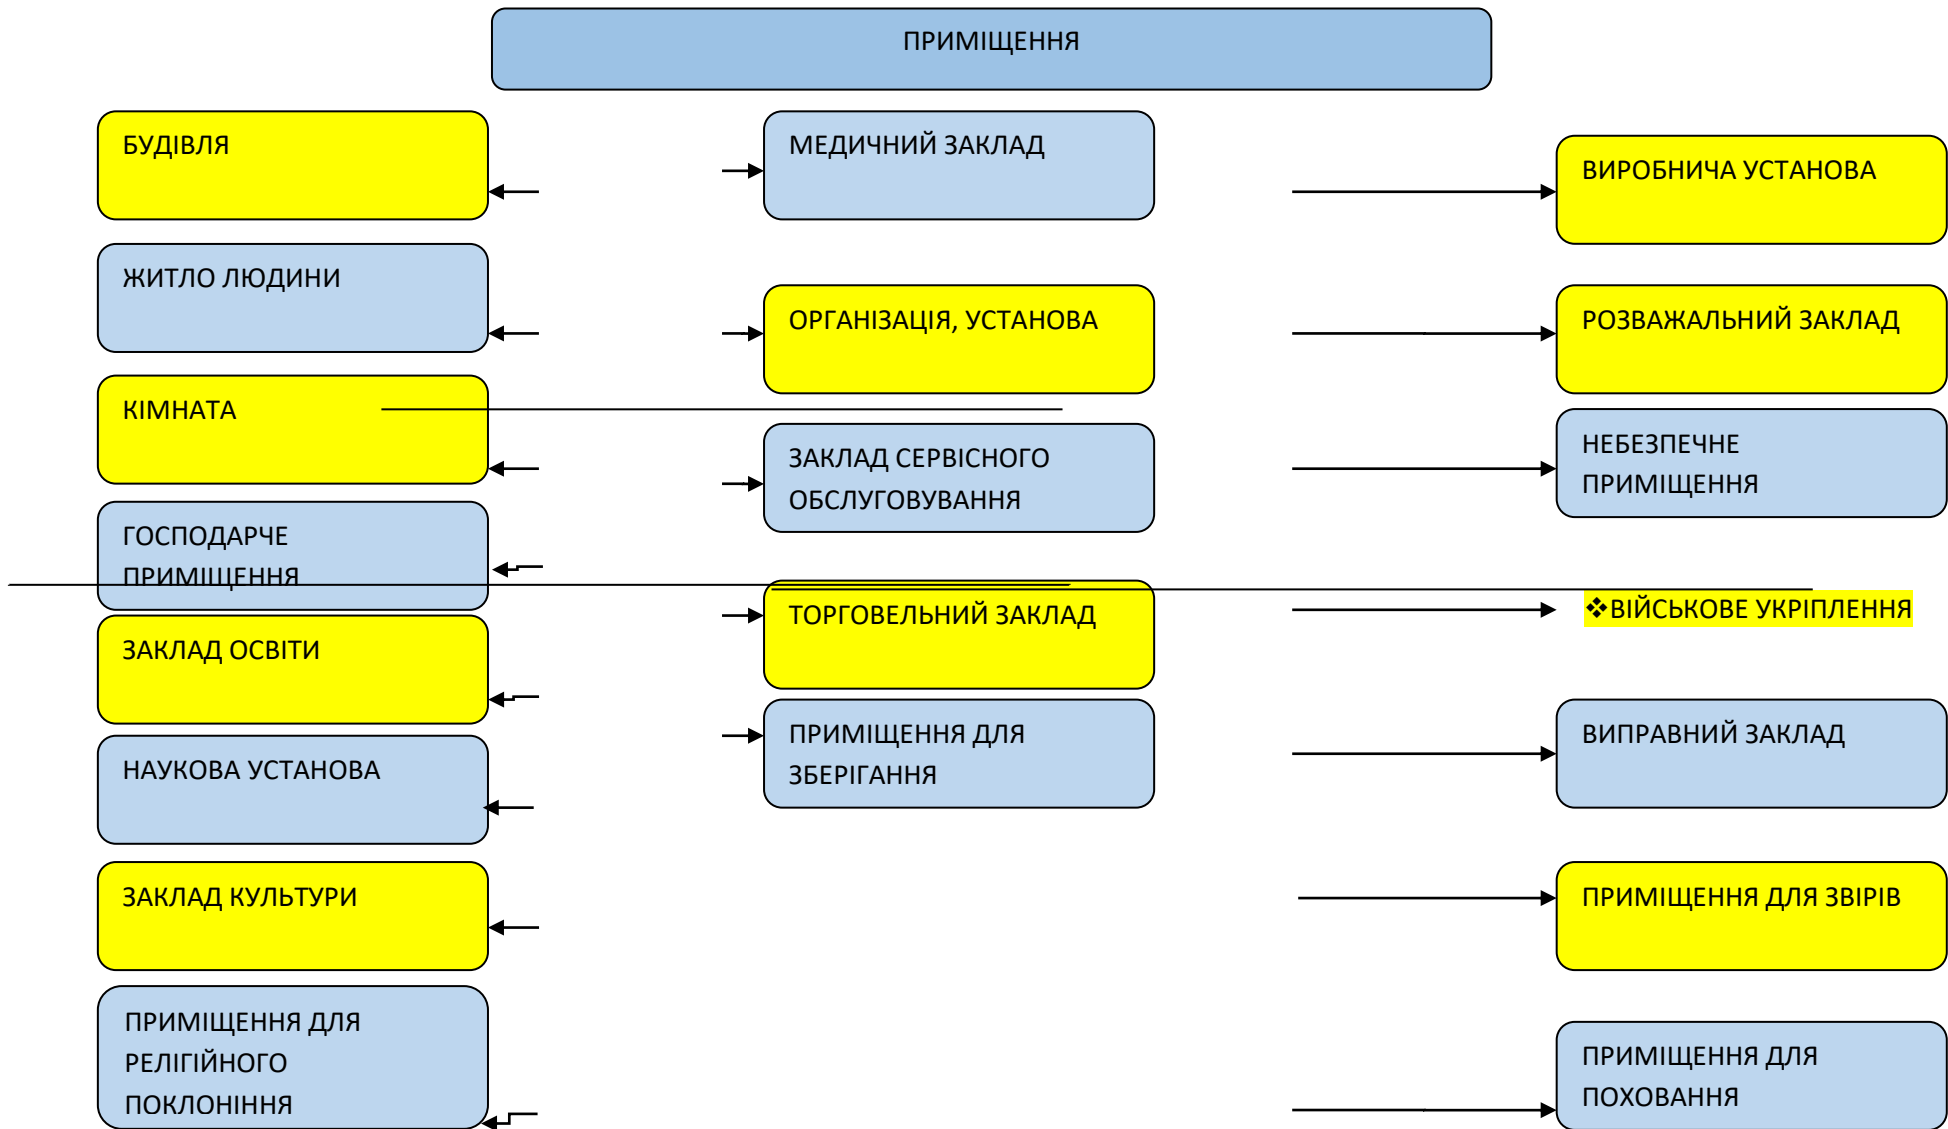 ПРИМІЩЕННЯ
БУДІВЛЯ
ЖИТЛО ЛЮДИНИ
КІМНАТА
ГОСПОДАРЧЕ
ПРИМІЩЕННЯ
ЗАКЛАД ОСВІТИ
НАУКОВА УСТАНОВА
ЗАКЛАД КУЛЬТУРИ
ПРИМІЩЕННЯ ДЛЯ
РЕЛІГІЙНОГО
ПОКЛОНІННЯ
МЕДИЧНИЙ ЗАКЛАД
ОРГАНІЗАЦІЯ, УСТАНОВА
ЗАКЛАД СЕРВІСНОГО
ОБСЛУГОВУВАННЯ
ТОРГОВЕЛЬНИЙ ЗАКЛАД
ПРИМІЩЕННЯ ДЛЯ
ЗБЕРІГАННЯ
ВИРОБНИЧА УСТАНОВА
РОЗВАЖАЛЬНИЙ ЗАКЛАД
НЕБЕЗПЕЧНЕ
ПРИМІЩЕННЯ
❖ВІЙСЬКОВЕ УКРІПЛЕННЯ
ВИПРАВНИЙ ЗАКЛАД
ПРИМІЩЕННЯ ДЛЯ ЗВІРІВ
ПРИМІЩЕННЯ ДЛЯ
ПОХОВАННЯ